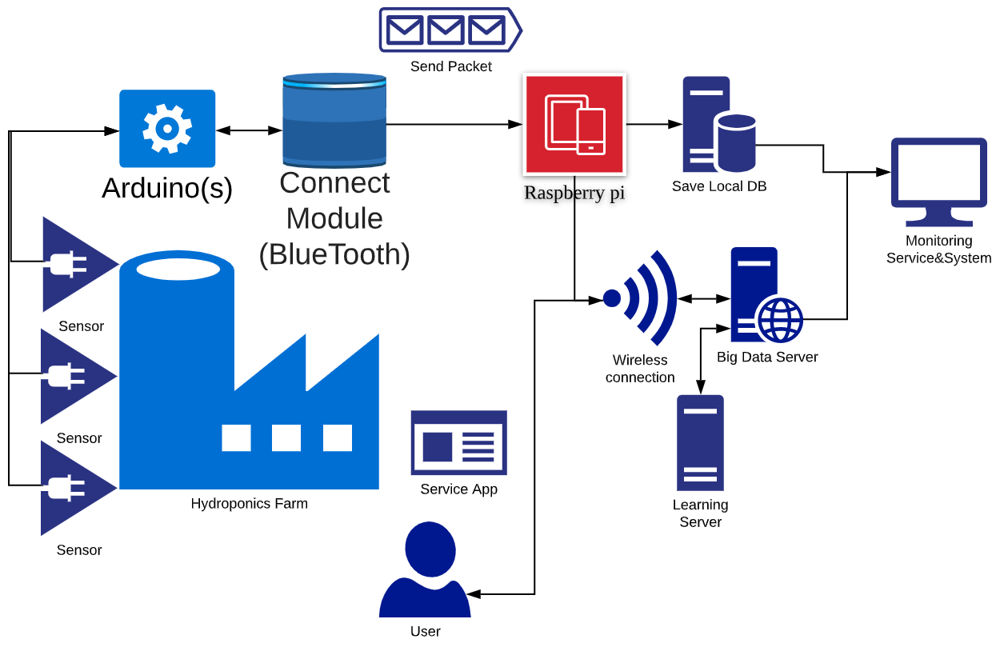 Send Packet
Arduino(s)
Connect
Module
(BlueTooth)
Raspberry pi
Save Local DB
Monitoring
Service&System
Sensor
Wireless
connection
Big Data Server
Sensor
Service App
Hydroponics Farm
Learning
Server
Sensor
User